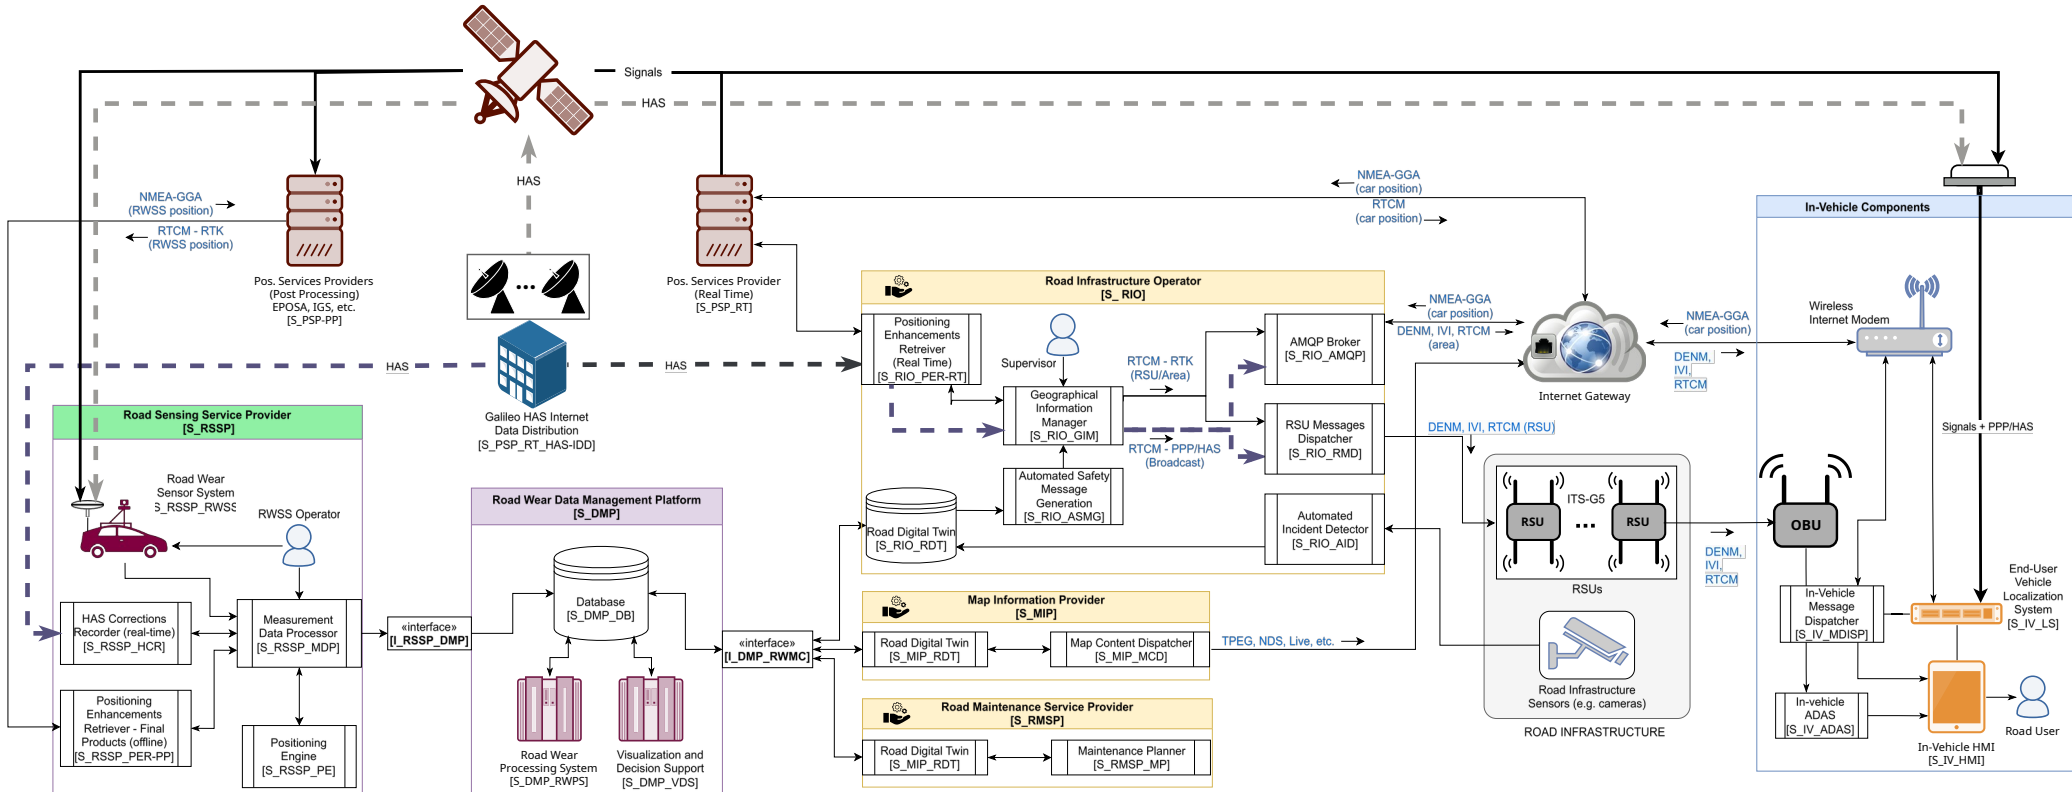 Signals
HAS
HAS
NMEA-GGA
(RWSS position)
RTCM - RTK
(RWSS position)
Pos. Services Providers
(Post Processing)
EPOSA, IGS, etc.
[S_PSP-PP]
Pos. Services Provider
(Real Time)
[S_PSP_RT]
NMEA-GGA
(car position)
RTCM
(car position)
HAS
HAS
Galileo HAS Internet
Data Distribution
[S_PSP_RT_HAS-IDD]
Road Sensing Service Provider
[S_RSSP]
Road Wear
Sensor System
S_RSSP_RWSS
RWSS Operator
HAS Corrections
Recorder (real-time)
[S_RSSP_HCR]
Measurement
Data Processor
[S_RSSP_MDP]
Positioning
Enhancements
Retriever - Final
Products (offline)
[S_RSSP_PER-PP]
Positioning
Engine
[S_RSSP_PE]
«interface»
[I_RSSP_DMP]
Road Wear Data Management Platform
[S_DMP]
Database
[S_DMP_DB]
Road Wear
Processing System
[S_DMP_RWPS]
Visualization and
Decision Support
[S_DMP_VDS]
«interface»
[I_DMP_RWMC]
Road Infrastructure Operator
[S_ RIO]
Positioning
Enhancements
Retreiver
(Real Time)
[S_RIO_PER-RT]
Supervisor
Geographical
Information
Manager
[S_RIO_GIM]
RTCM - RTK
(RSU/Area)
RTCM - PPP/HAS
(Broadcast)
AMQP Broker
[S_RIO_AMQP]
RSU Messages
Dispatcher
[S_RIO_RMD]
Automated Safety
Message
Generation
[S_RIO_ASMG]
Road Digital Twin
[S_RIO_RDT]
Automated
Incident Detector
[S_RIO_AID]
Map Information Provider
[S_MIP]
Road Digital Twin
[S_MIP_RDT]
Map Content Dispatcher
[S_MIP_MCD]
TPEG, NDS, Live, etc.
Road Maintenance Service Provider
[S_RMSP]
Road Digital Twin
[S_MIP_RDT]
Maintenance Planner
[S_RMSP_MP]
NMEA-GGA
(car position)
DENM, IVI, RTCM
(area)
Internet Gateway
NMEA-GGA
(car position)
DENM,
IVI,
RTCM
DENM, IVI, RTCM (RSU)
ITS-G5
RSU
...
RSU
RSUs
Road Infrastructure
Sensors (e.g. cameras)
ROAD INFRASTRUCTURE
DENM,
IVI,
RTCM
In-Vehicle Components
Wireless
Internet Modem
Signals + PPP/HAS
OBU
In-Vehicle
Message
Dispatcher
[S_IV_MDISP]
End-User
Vehicle
Localization
System
[S_IV_LS]
In-vehicle
ADAS
[S_IV_ADAS]
In-Vehicle HMI
[S_IV_HMI]
Road User